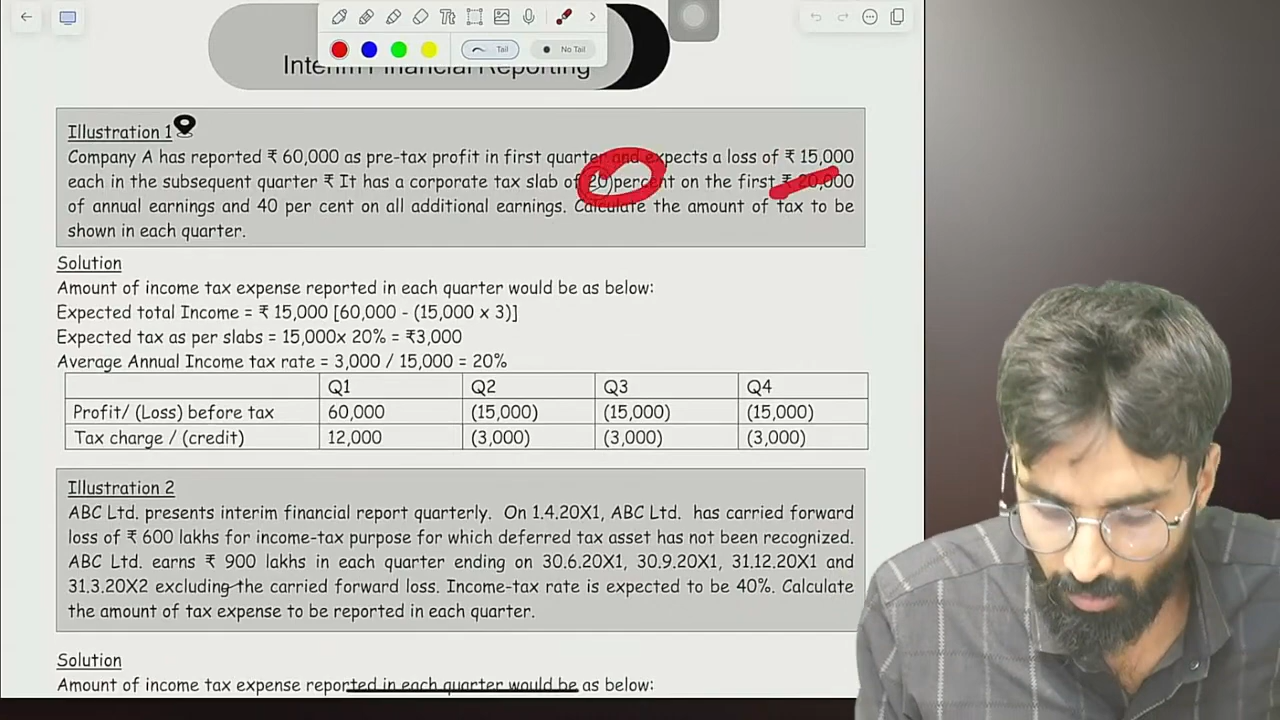 Tail
No Tail
Interim Financial Reporting
Illustration 1
Company A has reported ₹ 60,000 as pre-tax profit in first quarter and expects a loss of ₹ 15,000
each in the subsequent quarter ₹ It has a corporate tax slab of 20 percent on the first ₹ 20,000
of annual earnings and 40 per cent on all additional earnings. Calculate the amount of tax to be
shown in each quarter.
Solution
Amount of income tax expense reported in each quarter would be as below:
Expected total Income = ₹ 15,000 [60,000 - (15,000 x 3)]
Expected tax as per slabs = 15,000x 20% = ₹3,000
Average Annual Income tax rate = 3,000 / 15,000 = 20%
Q1 Q2 Q3 Q4
Profit/ (Loss) before tax 60,000 (15,000) (15,000) (15,000)
Tax charge / (credit) 12,000 (3,000) (3,000) (3,000)
Illustration 2
ABC Ltd. presents interim financial report quarterly. On 1.4.20X1, ABC Ltd. has carried forward
loss of ₹ 600 lakhs for income-tax purpose for which deferred tax asset has not been recognized.
ABC Ltd. earns ₹ 900 lakhs in each quarter ending on 30.6.20X1, 30.9.20X1, 31.12.20X1 and
31.3.20X2 excluding the carried forward loss. Income-tax rate is expected to be 40%. Calculate
the amount of tax expense to be reported in each quarter.
Solution
Amount of income tax expense reported in each quarter would be as below: